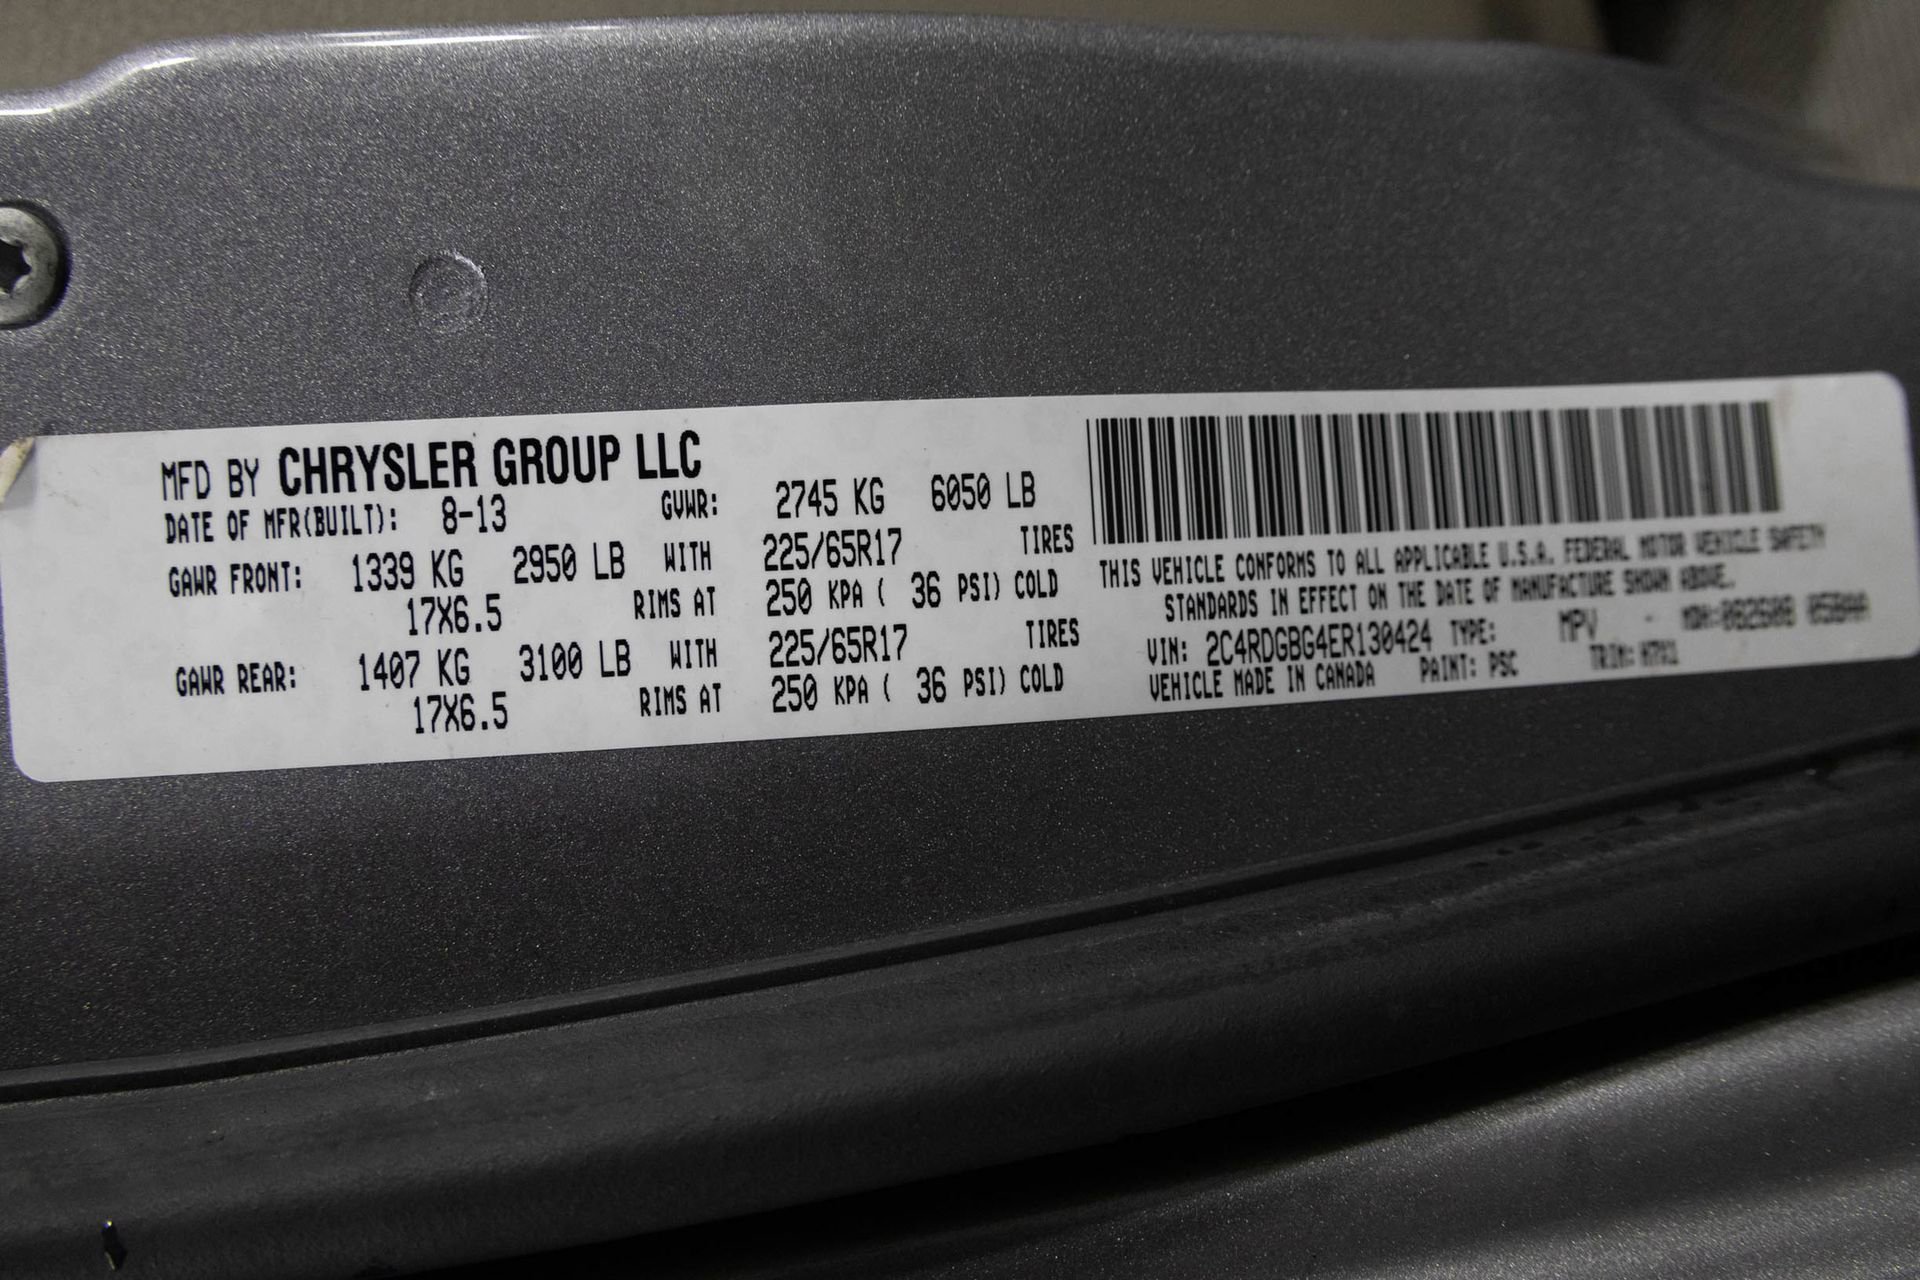 MFD BY CHRYSLER GROUP LLC
DATE OF MFR(BUILT): 8-13 GVWR: 2745 KG 6050 LB
GAWR FRONT: 1339 KG 2950 LB WITH 225/65R17 TIRES
17X6.5 RIMS AT 250 KPA ( 36 PSI) COLD
GAWR REAR: 1407 KG 3100 LB WITH 225/65R17 TIRES
17X6.5 RIMS AT 250 KPA ( 36 PSI) COLD
THIS VEHICLE CONFORMS TO ALL APPLICABLE U.S.A. FEDERAL MOTOR VEHICLE SAFETY
STANDARDS IN EFFECT ON THE DATE OF MANUFACTURE SHOWN ABOVE.
VIN: 2C4RDGBG4ER130424 TYPE: MPV - MDH:
VEHICLE MADE IN CANADA PAINT: PSC TRIM: